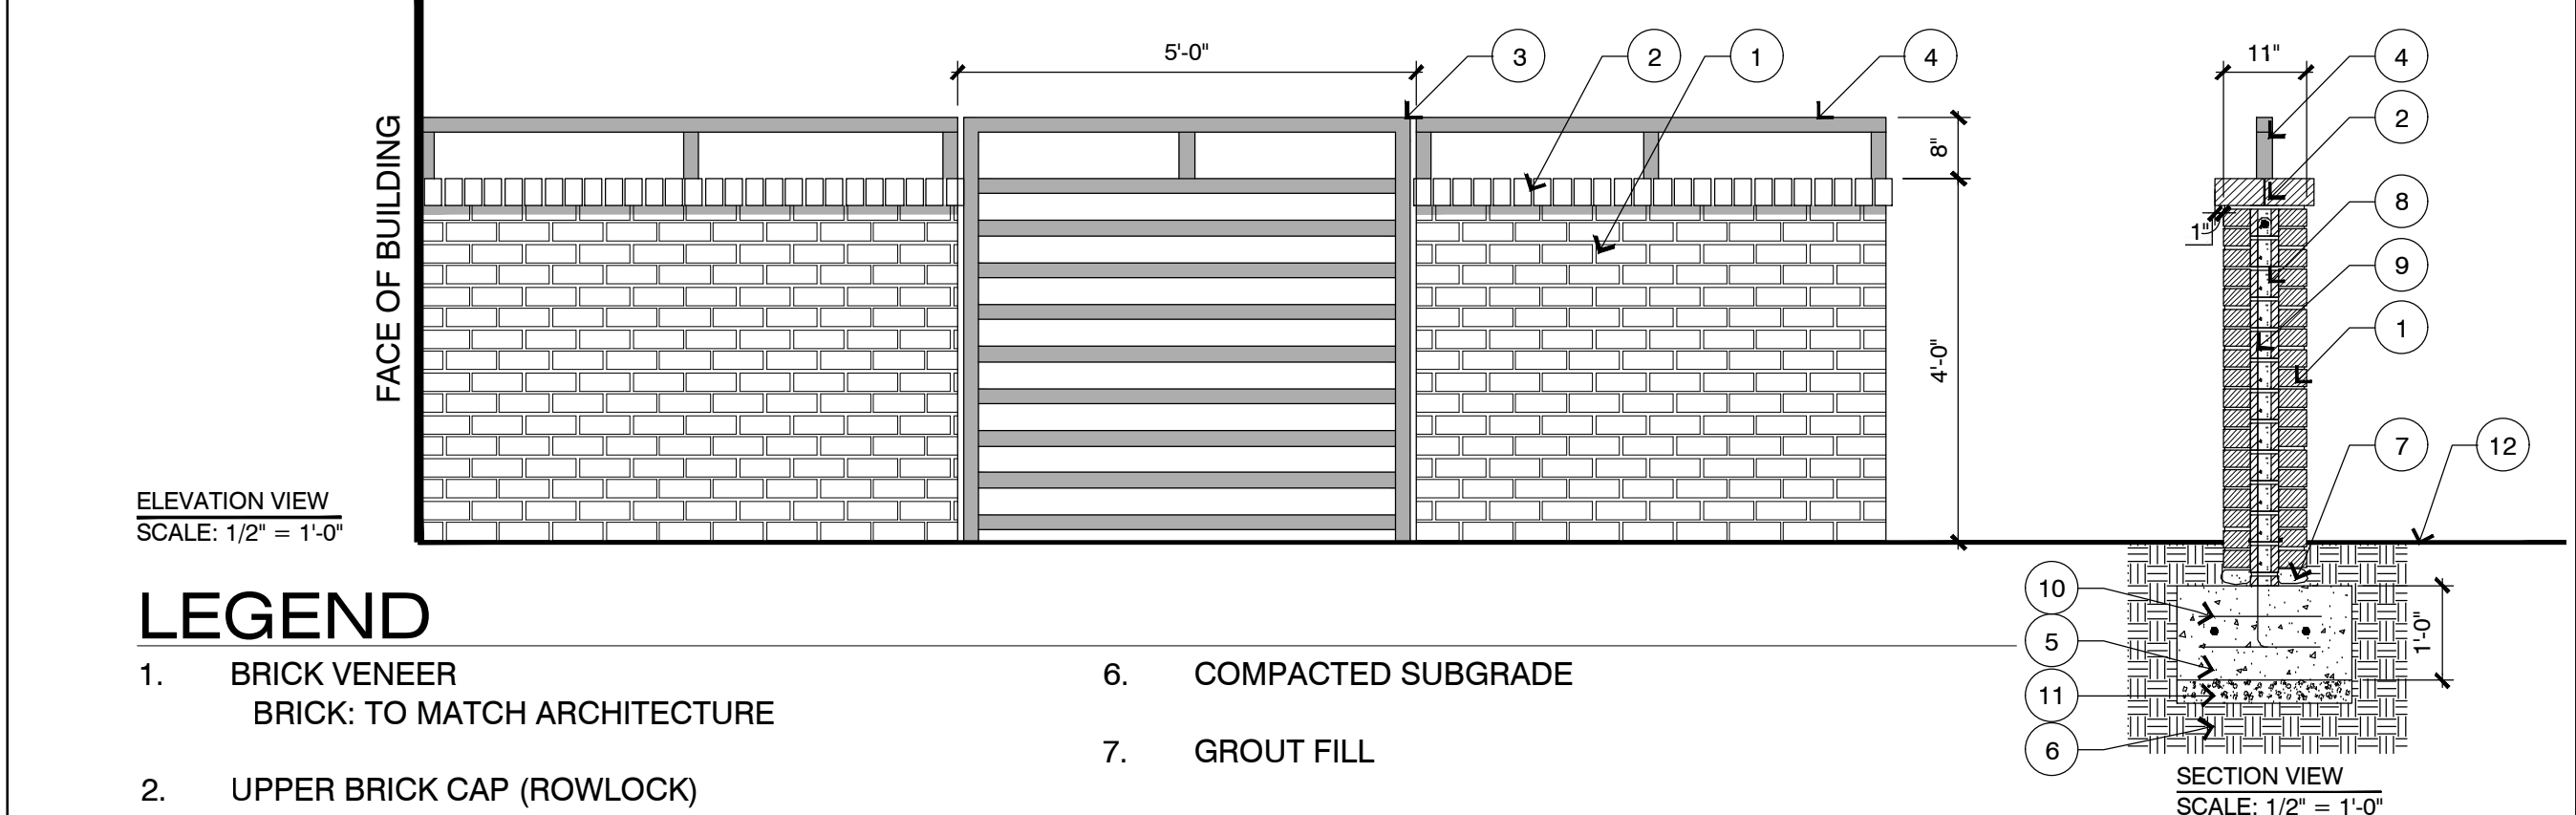 5'-0"
3
2
1
4
11"
4
2
8
9
1
7
12
8"
4'-0"
1"
FACE OF BUILDING
ELEVATION VIEW
SCALE: 1/2" = 1'-0"
10
5
11
6
1'-0"
SECTION VIEW
SCALE: 1/2" = 1'-0"
LEGEND
1. BRICK VENEER
BRICK: TO MATCH ARCHITECTURE
2. UPPER BRICK CAP (ROWLOCK)
6. COMPACTED SUBGRADE
7. GROUT FILL